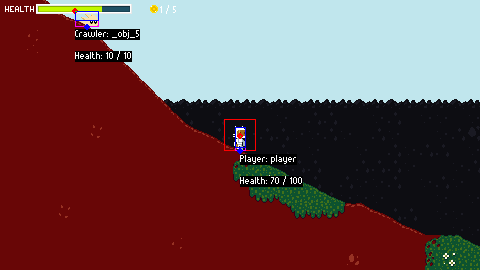 HEALTH 1 / 5
Crawler: _obj_5
Health: 10 / 10
Player: player
Health: 70 / 100